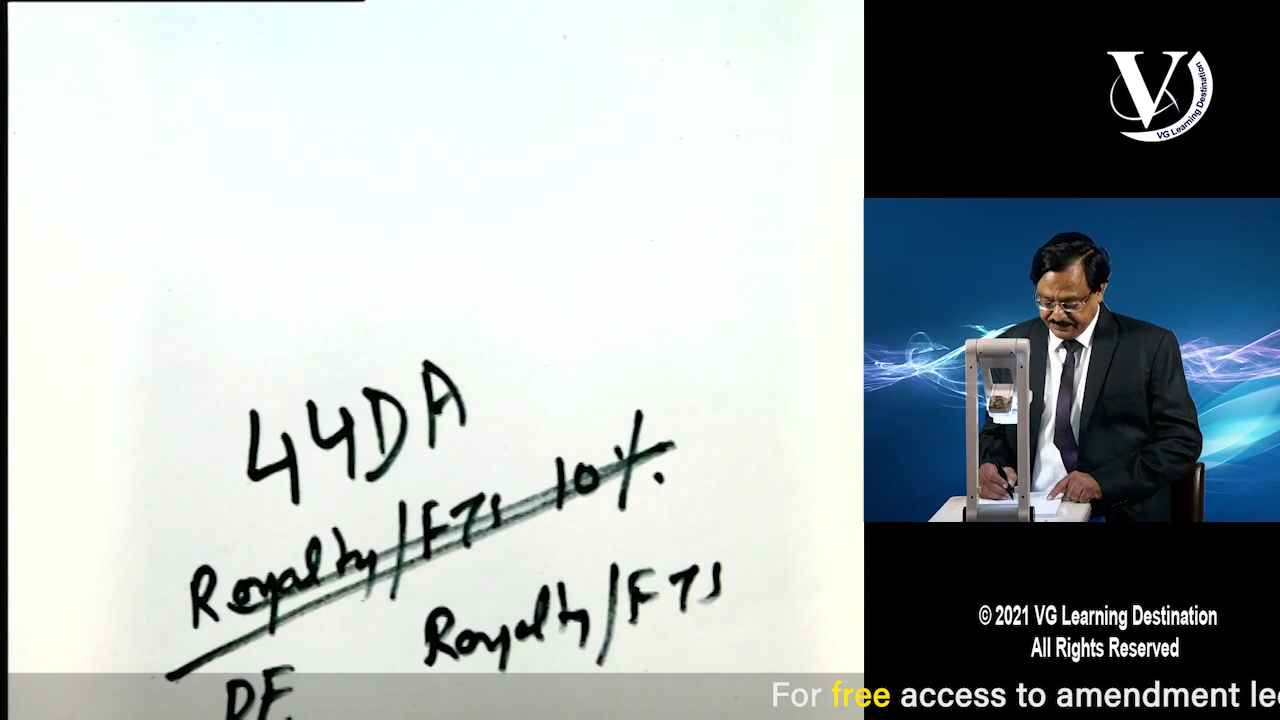 44DA
Royalty/FTS 10%.
Royalty/FTS
PE
V
VG Learning Destination
© 2021 VG Learning Destination
All Rights Reserved
For free access to amendment lec